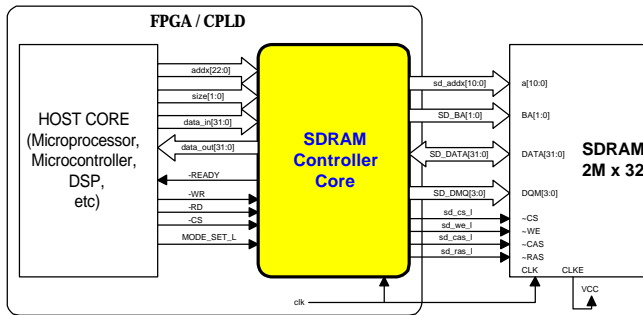 FPGA / CPLD
HOST CORE
(Microprocessor,
Microcontroller,
DSP,
etc)
addx[22:0]
size[1:0]
data_in[31:0]
data_out[31:0]
-READY
-WR
-RD
-CS
MODE_SET_L
SDRAM
Controller
Core
sd_addx[10:0]
SD_BA[1:0]
SD_DATA[31:0]
SD_DMQ[3:0]
sd_cs_l
sd_we_l
sd_cas_l
sd_ras_l
a[10:0]
BA[1:0]
DATA[31:0]
DQM[3:0]
~CS
~WE
~CAS
~RAS
CLK
CLKE
SDRAM
2M x 32
clk
VCC